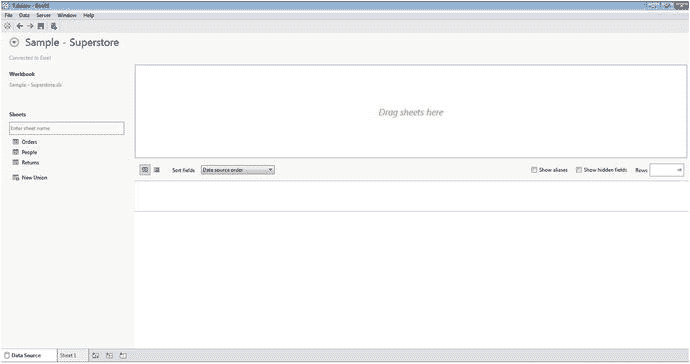 Tableau - Book1
File Data Server Window Help
Sample - Superstore
Connected to Excel
Workbook
Sample - Superstore.xls
Sheets
Enter sheet name
Orders
People
Returns
New Union
Drag sheets here
Sort fields Data source order Show aliases Show hidden fields Rows
Data Source Sheet 1